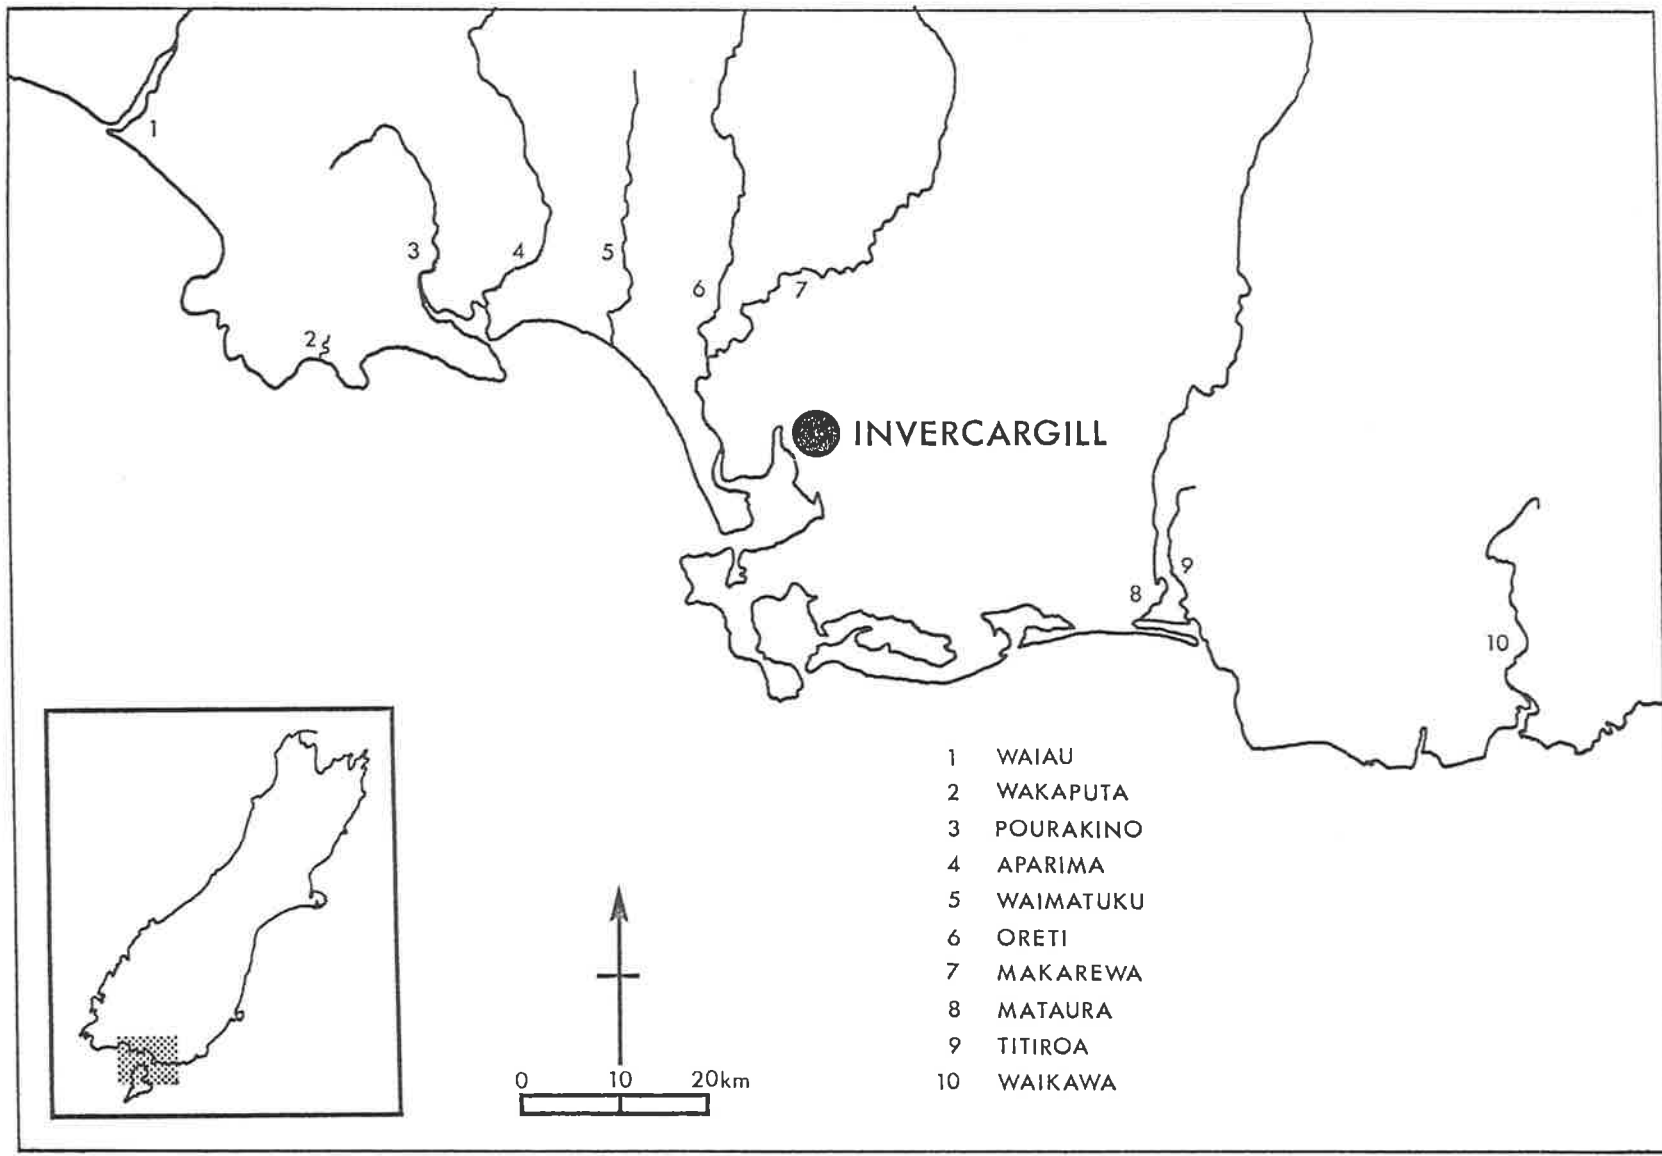 1
3
4
5
6
7
2
INVERCARGILL
9
8
10
1 WAIAU
2 WAKAPUTA
3 POURAKINO
4 APARIMA
5 WAIMATUKU
6 ORETI
7 MAKAREWA
8 MATAURA
9 TITIROA
10 WAIKAWA
0 10 20km